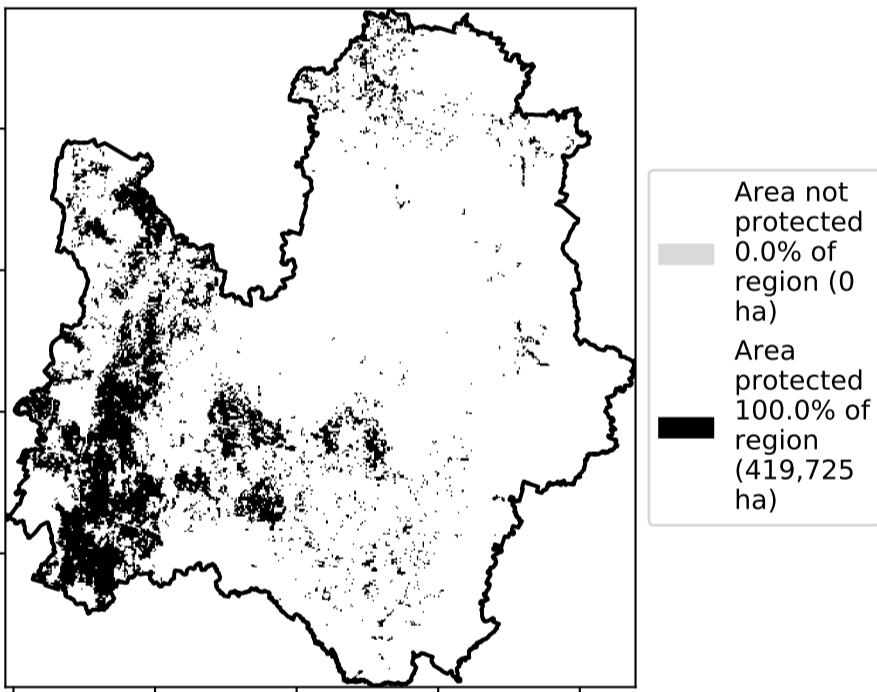 Area not
protected
0.0% of
region (0
ha)
Area
protected
100.0% of
region
(419,725
ha)